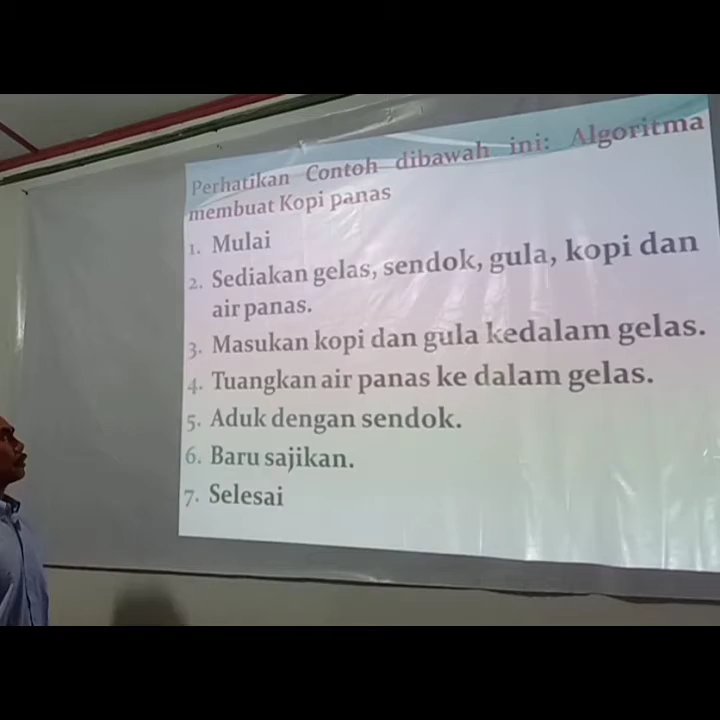 Perhatikan Contoh dibawah ini: Algoritma
membuat Kopi panas
1. Mulai
2. Sediakan gelas, sendok, gula, kopi dan
air panas.
3. Masukan kopi dan gula kedalam gelas.
4. Tuangkan air panas ke dalam gelas.
5. Aduk dengan sendok.
6. Baru sajikan.
7. Selesai